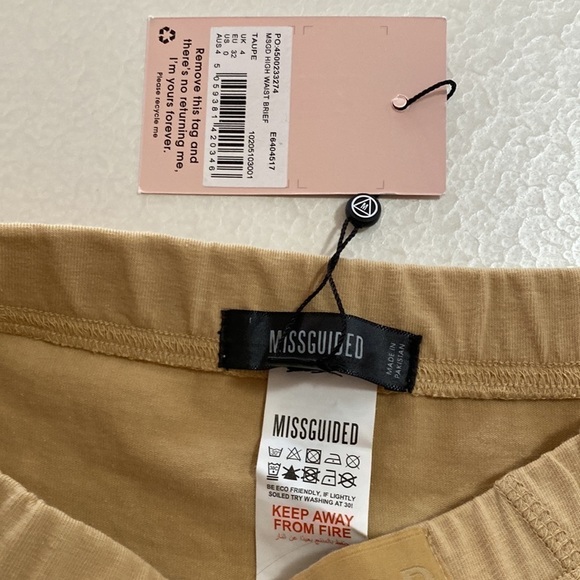 Remove this tag and
there's no returning me,
I'm yours forever.
Please recycle me
PO:4500233274
MSGD HIGH WAIST BRIEF
E6404517
TAUPE
UK 4
EU 32
US 0
AUS 4
5 059381 420346
10205103001
M
MISSGUIDED
MADE IN
PAKISTAN
MISSGUIDED
BE ECO FRIENDLY, IF LIGHTLY
SOILED TRY WASHING AT 30!
KEEP AWAY
FROM FIRE